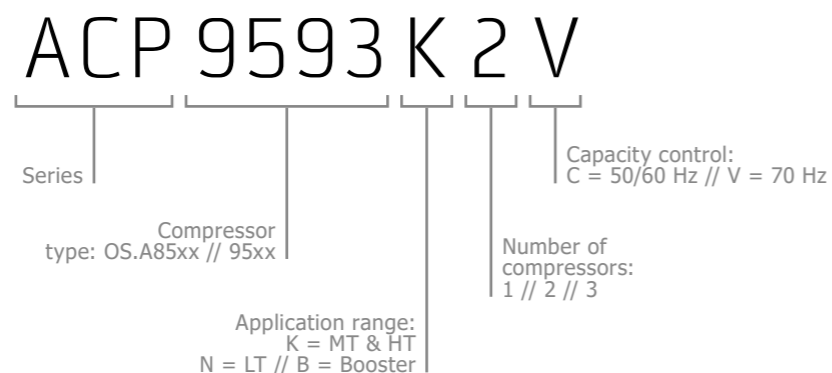 ACP 9593 K 2 V
Series
Compressor
type: OS.A85xx // 95xx
Application range:
K = MT & HT
N = LT // B = Booster
Number of
compressors:
1 // 2 // 3
Capacity control:
C = 50/60 Hz // V = 70 Hz